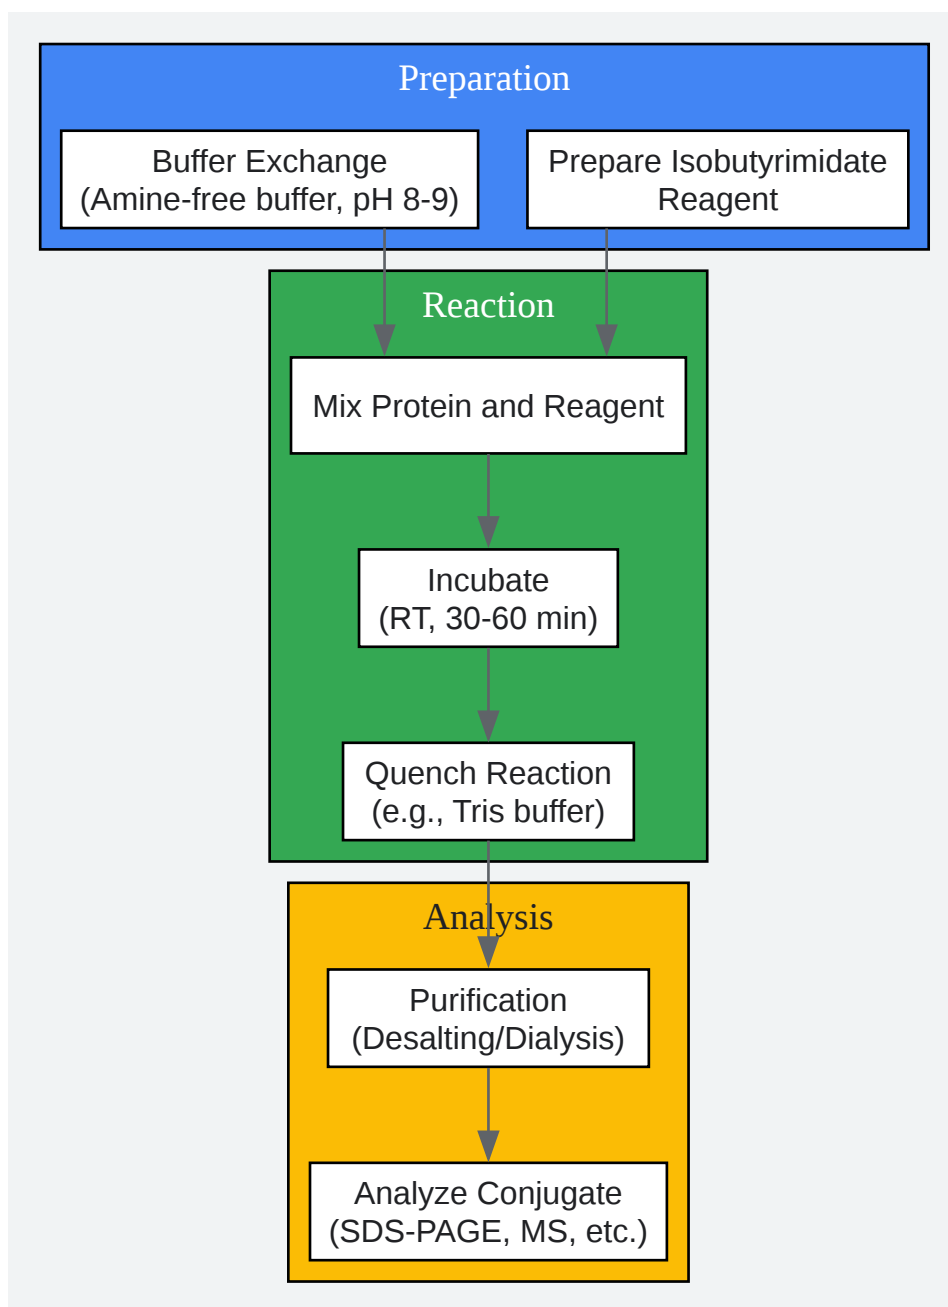 Preparation
Buffer Exchange
(Amine-free buffer, pH 8-9)
Prepare Isobutyrimidate
Reagent
Reaction
Mix Protein and Reagent
Incubate
(RT, 30-60 min)
Quench Reaction
(e.g., Tris buffer)
Analysis
Purification
(Desalting/Dialysis)
Analyze Conjugate
(SDS-PAGE, MS, etc.)